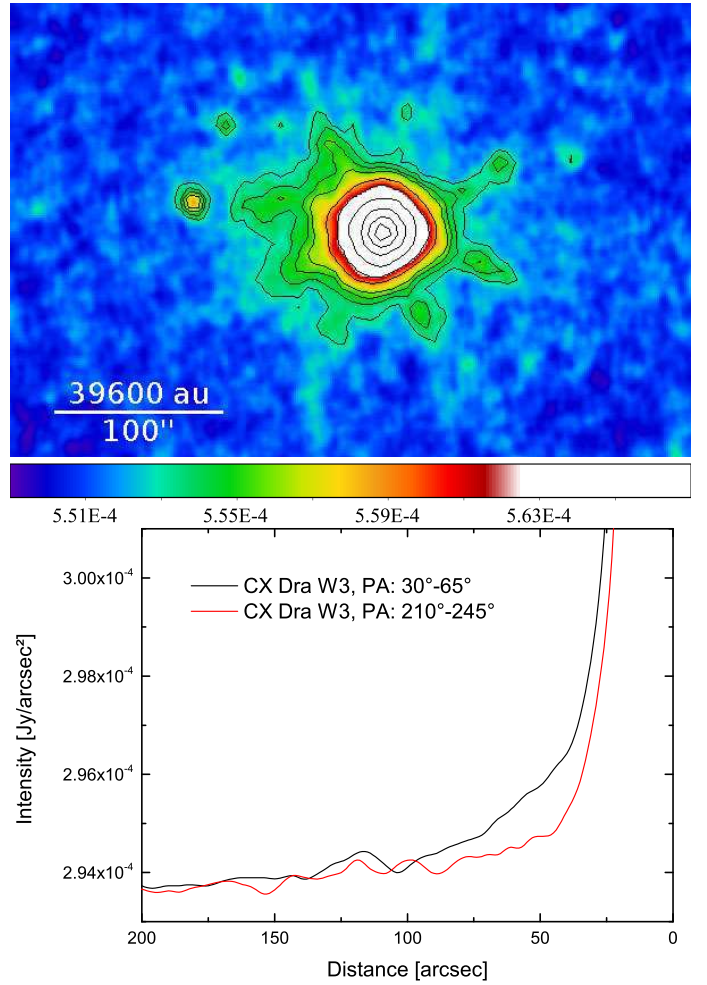 39600 au
100"
5.51E-4 5.55E-4 5.59E-4 5.63E-4
3.00x10⁻⁴
CX Dra W3, PA: 30°-65°
CX Dra W3, PA: 210°-245°
2.98x10⁻⁴
Intensity [Jy/arcsec²]
2.96x10⁻⁴
2.94x10⁻⁴
200 150 100 50 0
Distance [arcsec]